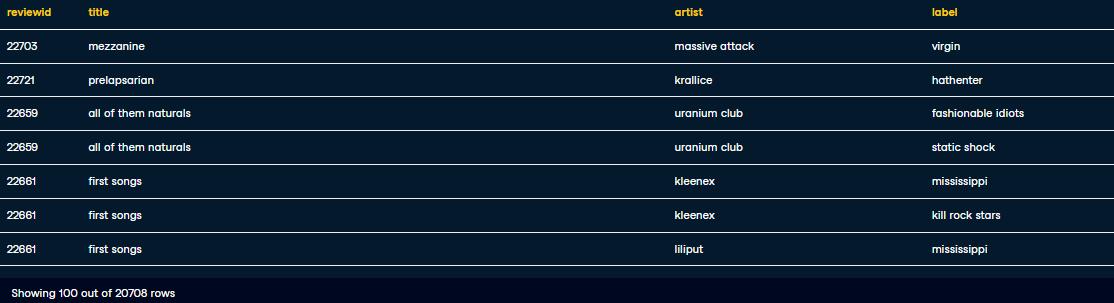 reviewid title artist label
22703 mezzanine massive attack virgin
22721 prelapsarian krallice hathenter
22659 all of them naturals uranium club fashionable idiots
22659 all of them naturals uranium club static shock
22661 first songs kleenex mississippi
22661 first songs kleenex kill rock stars
22661 first songs liliput mississippi
Showing 100 out of 20708 rows